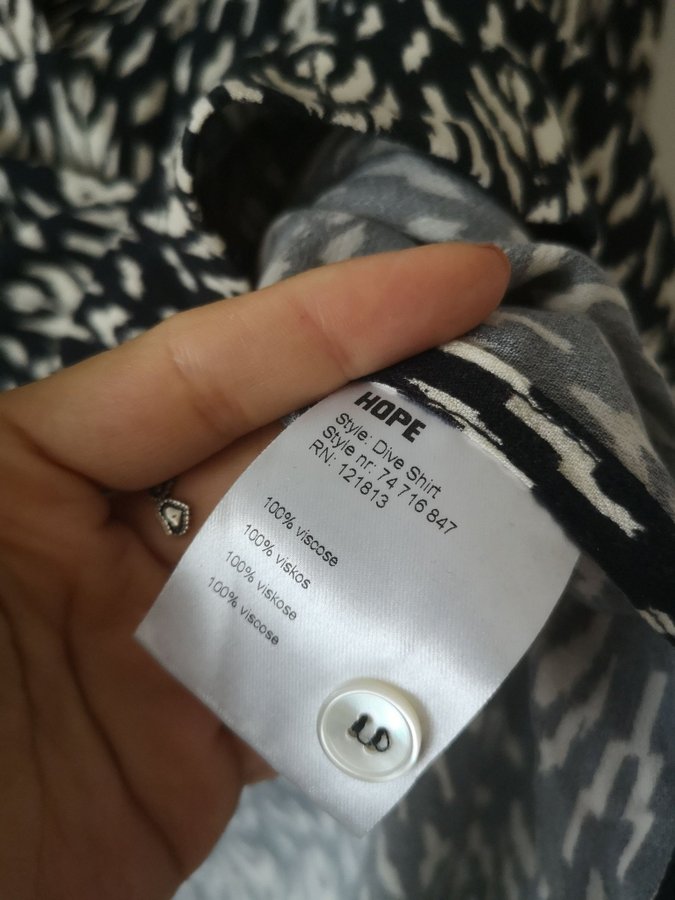 HOPE
Style: Dive Shirt
Style nr: 74 716 847
RN: 121813
100% viscose
100% viskos
100% viskose
100% viscose